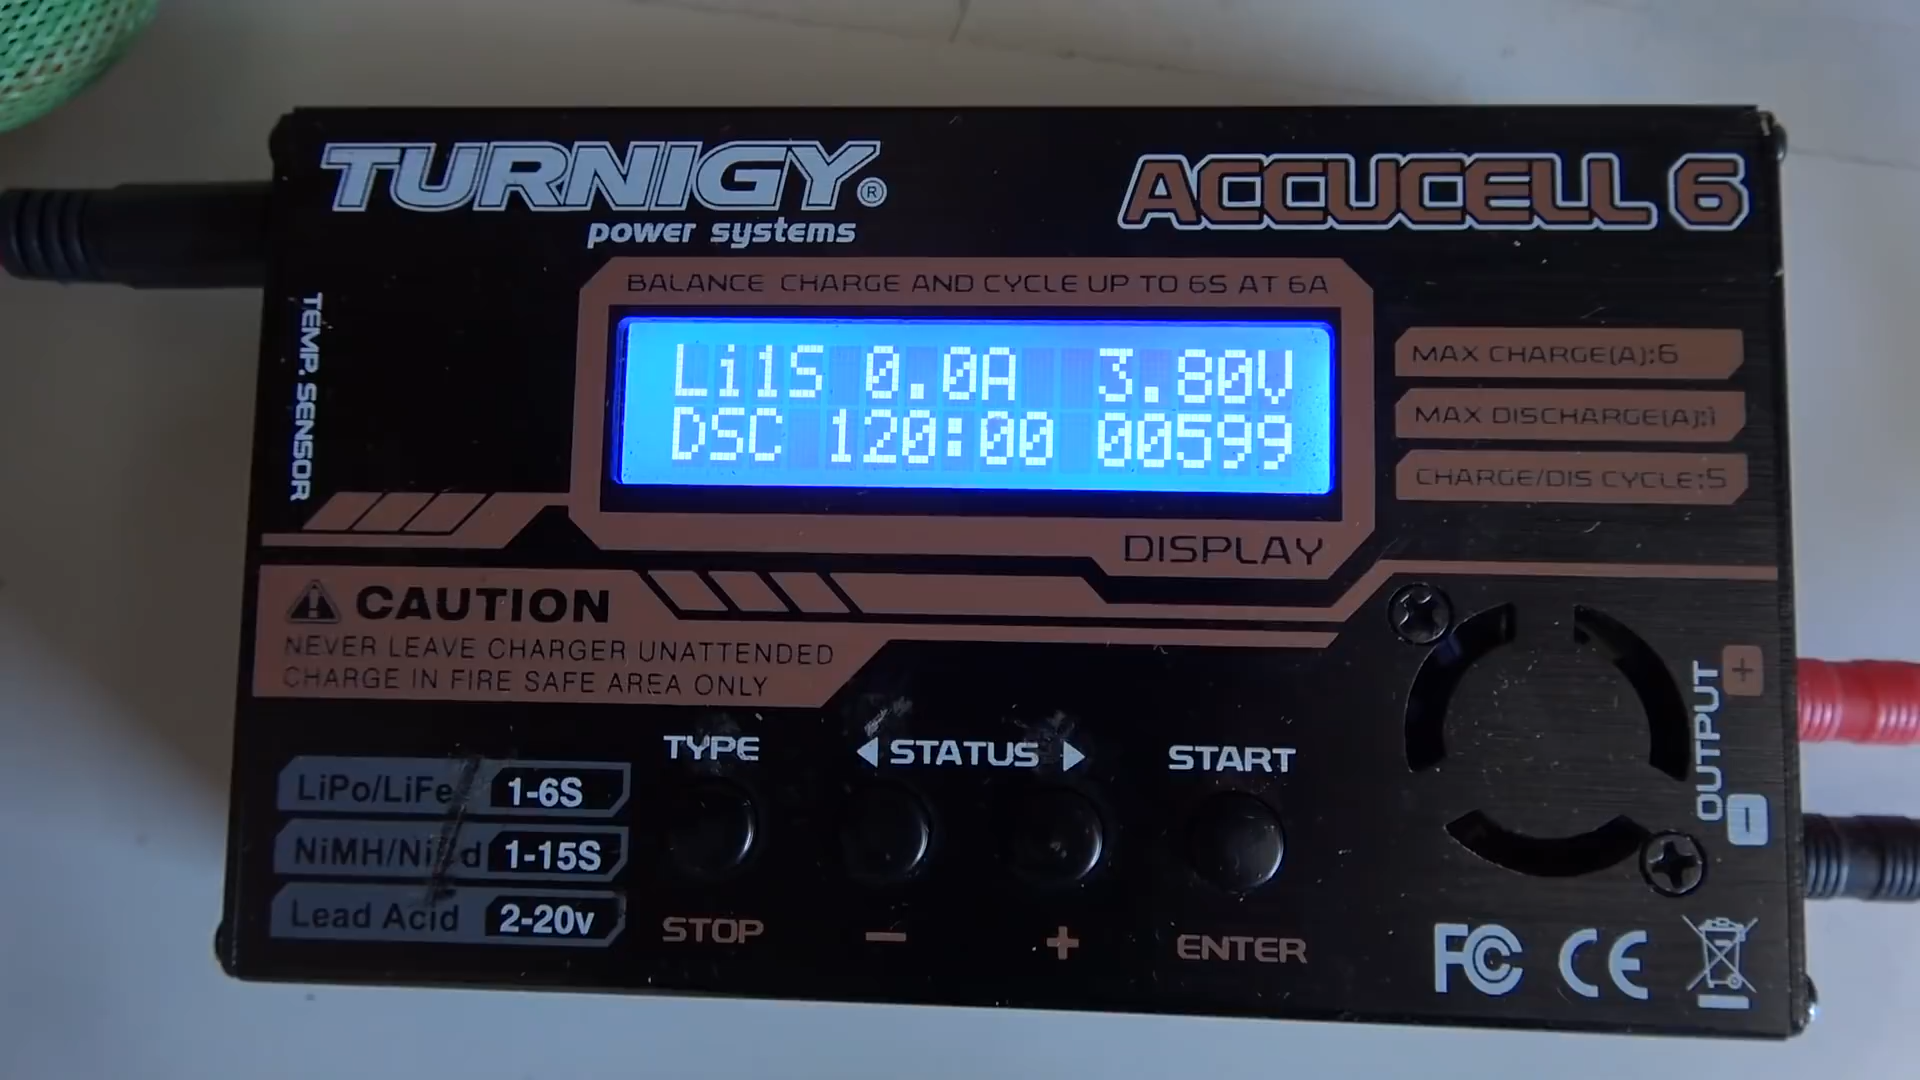 TURNIGY®
power systems
ACCUCELL 6
TEMP. SENSOR
BALANCE CHARGE AND CYCLE UP TO 6S AT 6A
Li1S 0.0A 3.80V
DSC 120:00 00599
DISPLAY
MAX CHARGE(A):6
MAX DISCHARGE(A):1
CHARGE/DIS CYCLE:5
CAUTION
NEVER LEAVE CHARGER UNATTENDED
CHARGE IN FIRE SAFE AREA ONLY
TYPE
STATUS
START
LiPo/LiFe 1-6S
NiMH/NiCd 1-15S
Lead Acid 2-20v
STOP
−
+
ENTER
OUTPUT
+
−
FC CE